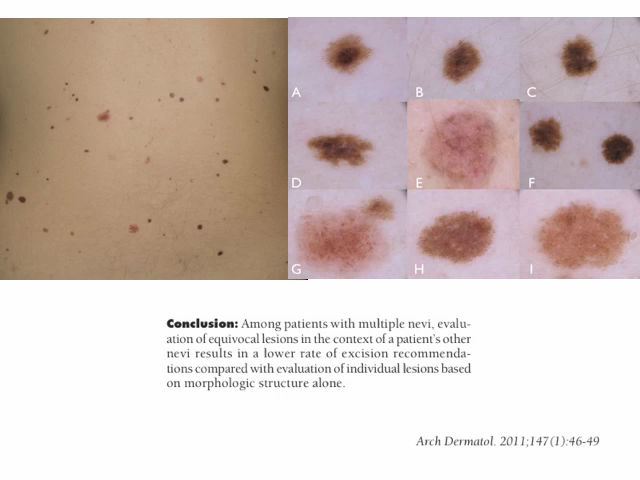 A
B
C
D
E
F
G
H
I
Conclusion: Among patients with multiple nevi, evalu-
ation of equivocal lesions in the context of a patient's other
nevi results in a lower rate of excision recommenda-
tions compared with evaluation of individual lesions based
on morphologic structure alone.
Arch Dermatol. 2011;147(1):46-49